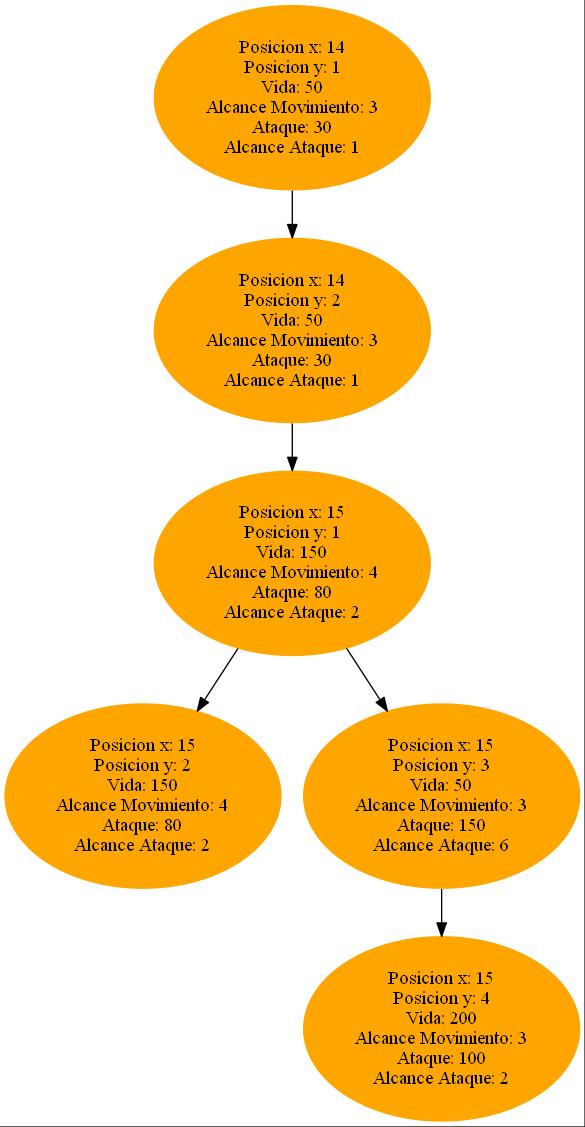 Posicion x: 14
Posicion y: 1
Vida: 50
Alcance Movimiento: 3
Ataque: 30
Alcance Ataque: 1
Posicion x: 14
Posicion y: 2
Vida: 50
Alcance Movimiento: 3
Ataque: 30
Alcance Ataque: 1
Posicion x: 15
Posicion y: 1
Vida: 150
Alcance Movimiento: 4
Ataque: 80
Alcance Ataque: 2
Posicion x: 15
Posicion y: 2
Vida: 150
Alcance Movimiento: 4
Ataque: 80
Alcance Ataque: 2
Posicion x: 15
Posicion y: 3
Vida: 50
Alcance Movimiento: 3
Ataque: 150
Alcance Ataque: 6
Posicion x: 15
Posicion y: 4
Vida: 200
Alcance Movimiento: 3
Ataque: 100
Alcance Ataque: 2